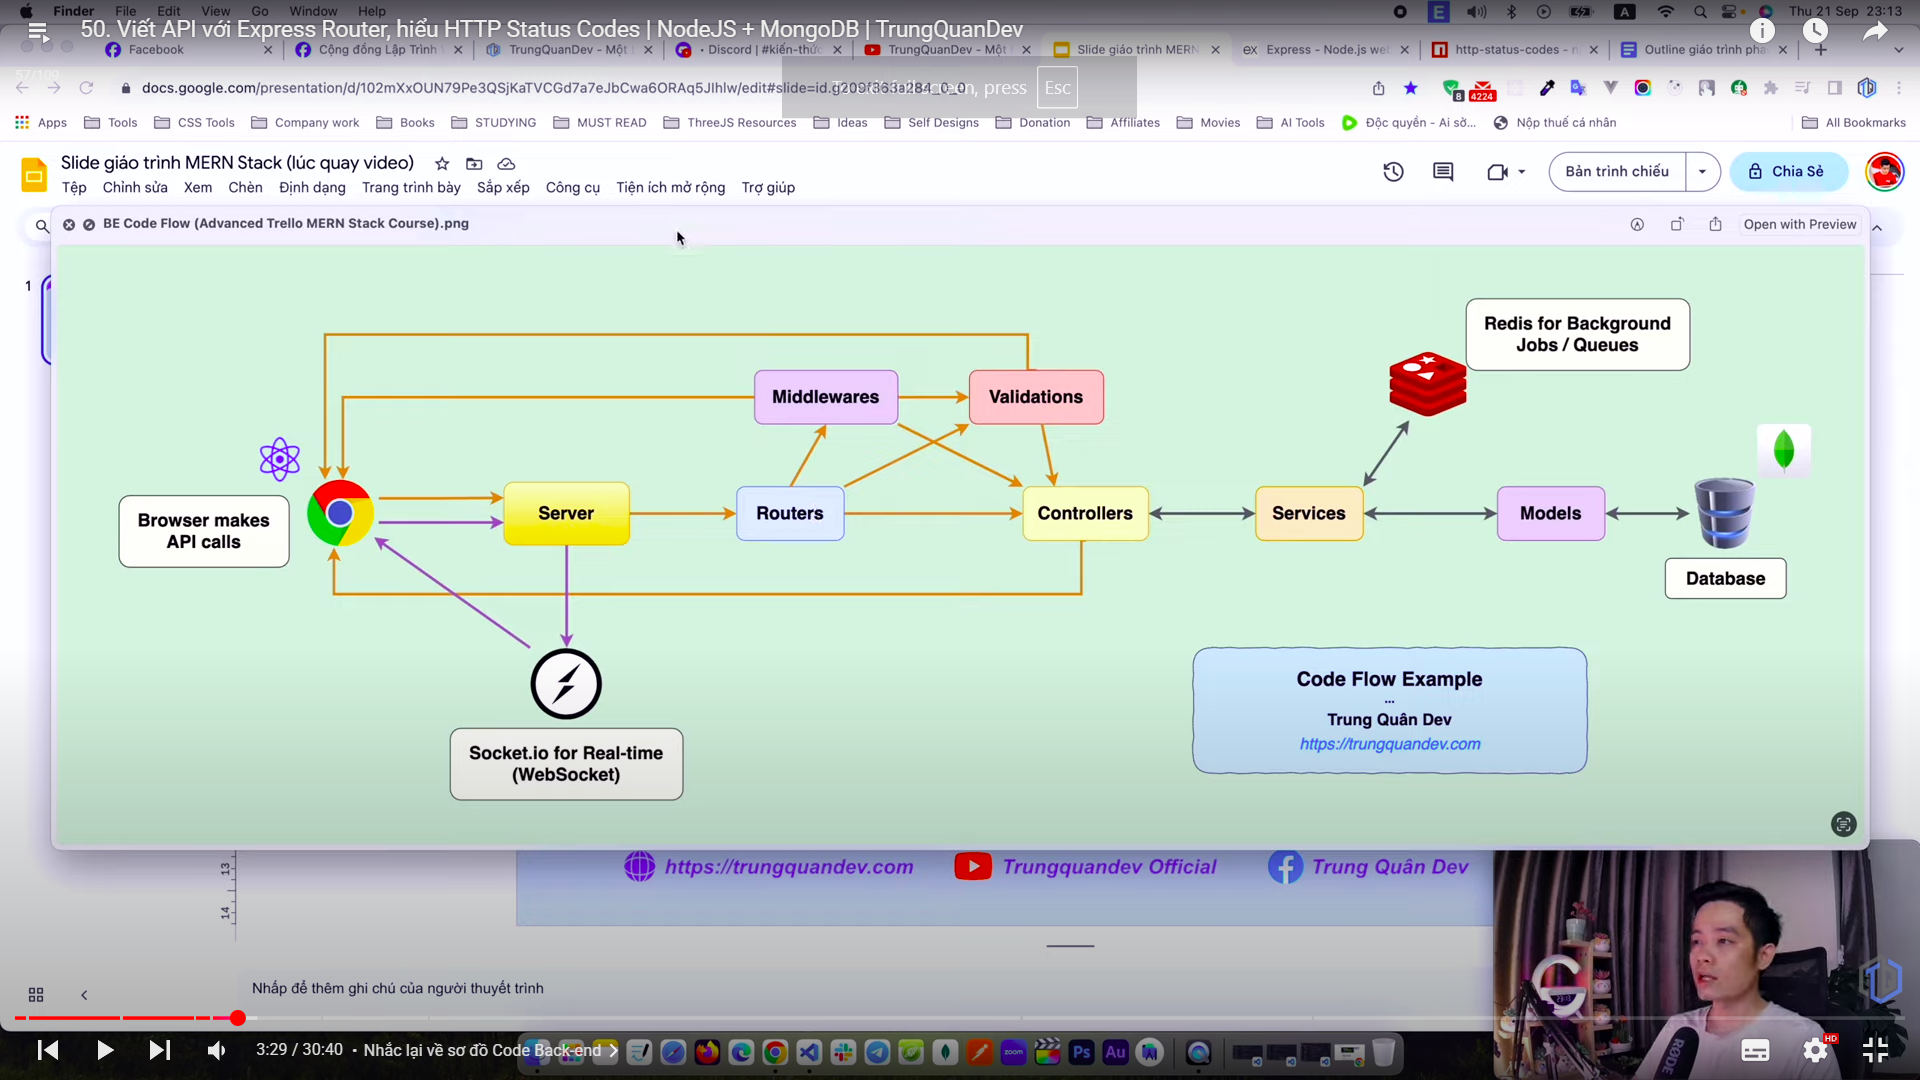 Finder File Edit View Go Window Help
Thu 21 Sep 23:13
50. Viết API với Express Router, hiểu HTTP Status Codes | NodeJS + MongoDB | TrungQuanDev
Facebook
Cộng đồng Lập Trình
TrungQuanDev - Một
Discord | #kiến-thức
TrungQuanDev - Một
Slide giáo trình MERN
Express - Node.js we
http-status-codes - n
Outline giáo trình pha
docs.google.com/presentation/d/102mXxOUN79Pe3QSjKaTVCGd7a7eJbCwa6ORAq5JIhlw/edit#slide=id
press Esc
8
4224
Apps Tools CSS Tools Company work Books STUDYING MUST READ ThreeJS Resources Ideas Self Designs Donation Affiliates Movies AI Tools Độc quyền - Ai số... Nộp thuế cá nhân All Bookmarks
Slide giáo trình MERN Stack (lúc quay video)
Tệp Chỉnh sửa Xem Chèn Định dạng Trang trình bày Sắp xếp Công cụ Tiện ích mở rộng Trợ giúp
Bản trình chiếu
Chia Sẻ
BE Code Flow (Advanced Trello MERN Stack Course).png
Open with Preview
1
Redis for Background
Jobs / Queues
Middlewares
Validations
Browser makes
API calls
Server
Routers
Controllers
Services
Models
Database
Socket.io for Real-time
(WebSocket)
Code Flow Example
...
Trung Quân Dev
https://trungquandev.com
13
14
https://trungquandev.com
Trungquandev Official
Trung Quân Dev
Nhấp để thêm ghi chú của người thuyết trình
3:29 / 30:40 • Nhắc lại về sơ đồ Code Back-end
zoom
Ps
Au
RØDE
HD